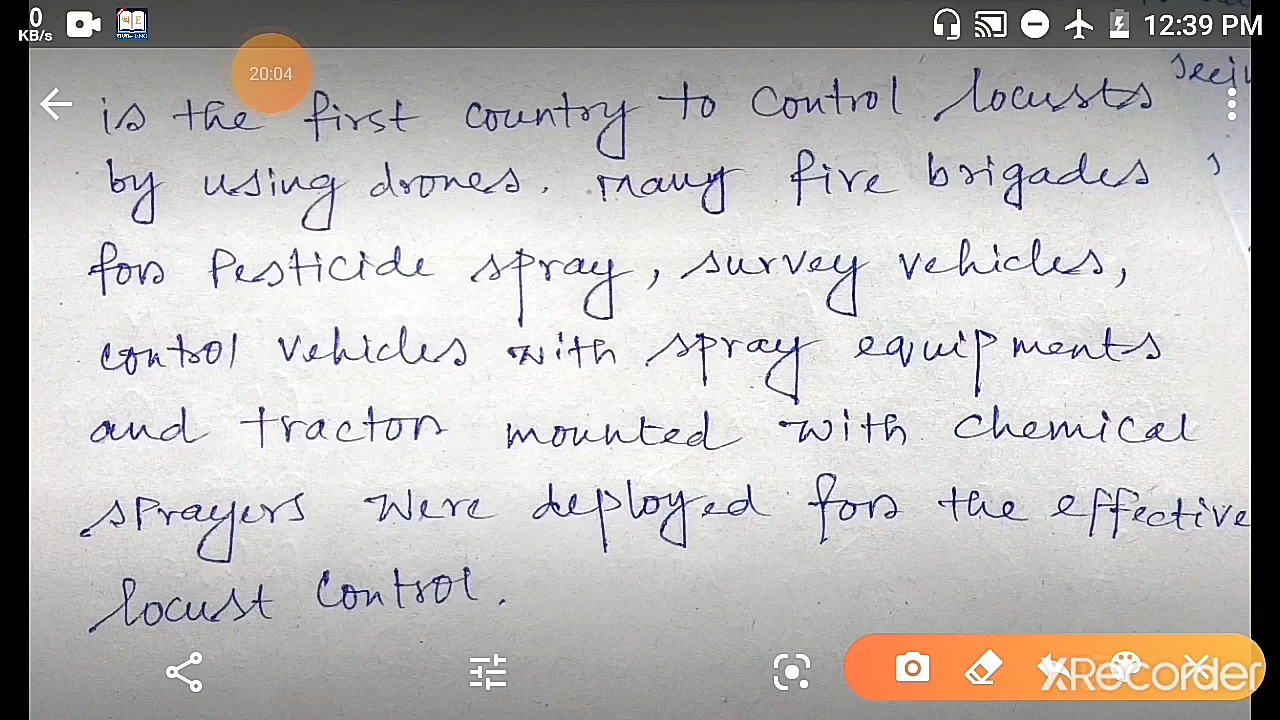 0
KB/s
12:39 PM
20:04
is the first country to control locusts
by using drones. Many fire brigades
for Pesticide spray, survey vehicles,
control vehicles with spray equipments
and tractor mounted with chemical
sprayers were deployed for the effective
locust control.
XRecorder